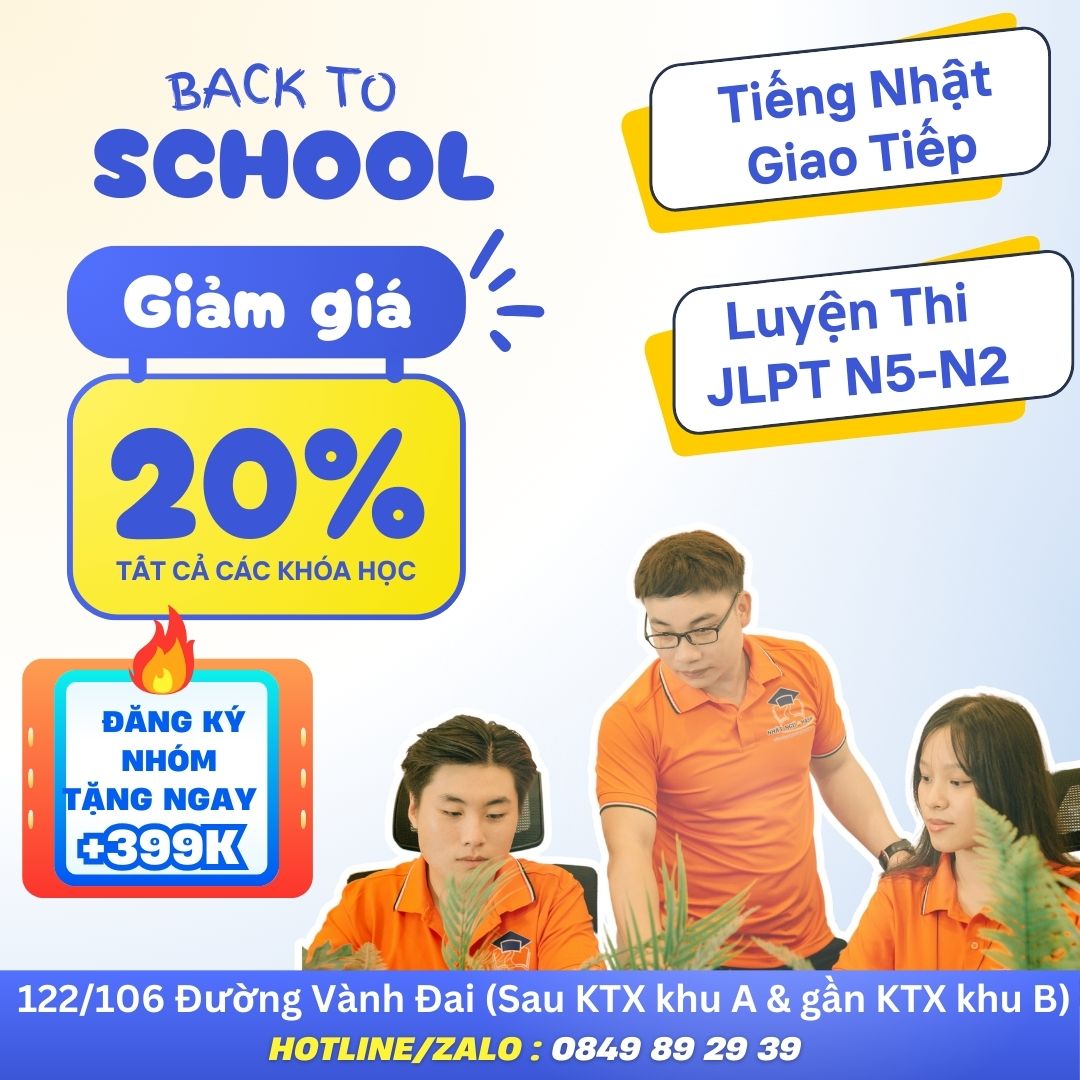 BACK TO
SCHOOL
Giảm giá
20%
TẤT CẢ CÁC KHÓA HỌC
Tiếng Nhật
Giao Tiếp
Luyện Thi
JLPT N5-N2
ĐĂNG KÝ
NHÓM
TẶNG NGAY
+399K
122/106 Đường Vành Đai (Sau KTX khu A & gần KTX khu B)
HOTLINE/ZALO : 0849 89 29 39